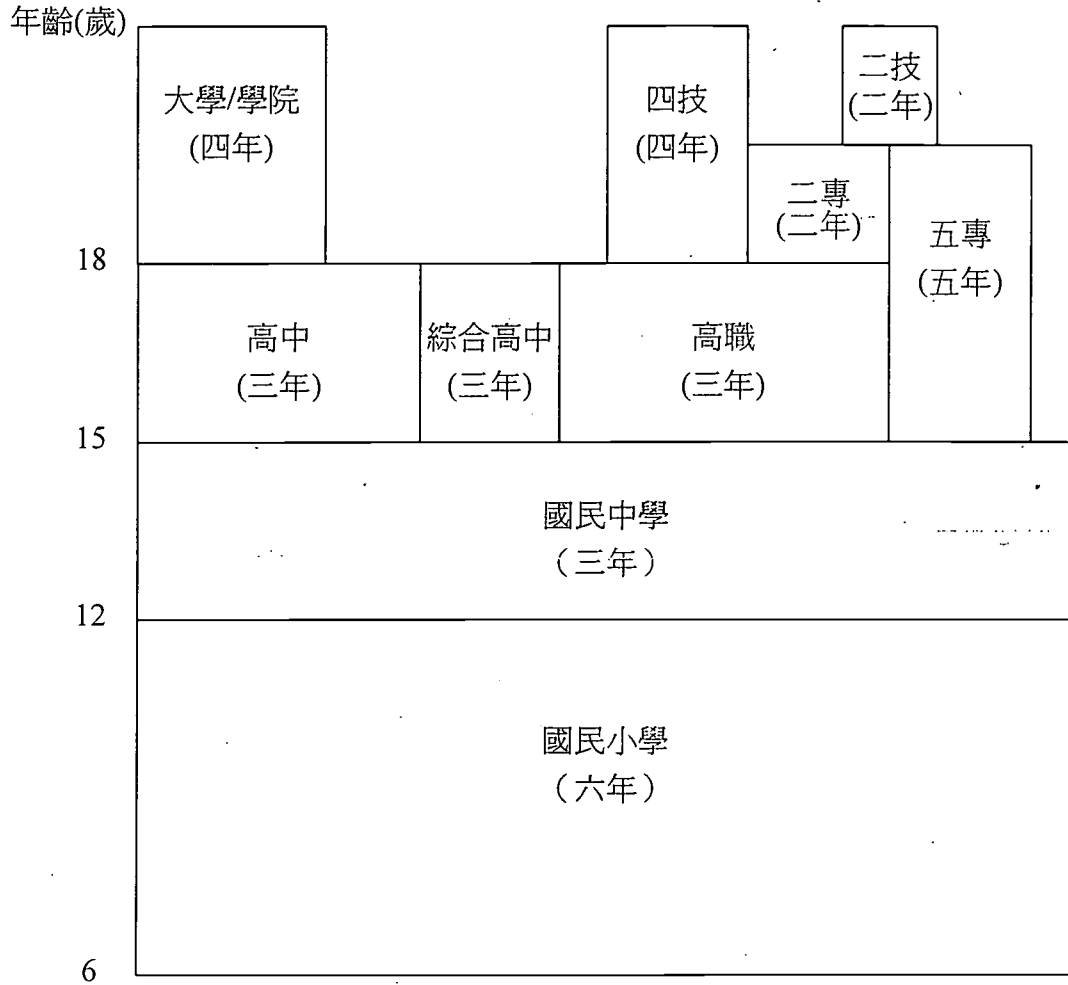 年齡(歲)
大學/學院
(四年)
四技
(四年)
二技
(二年)
二專
(二年)
五專
(五年)
18
高中
(三年)
綜合高中
(三年)
高職
(三年)
15
國民中學
（三年）
12
國民小學
（六年）
6